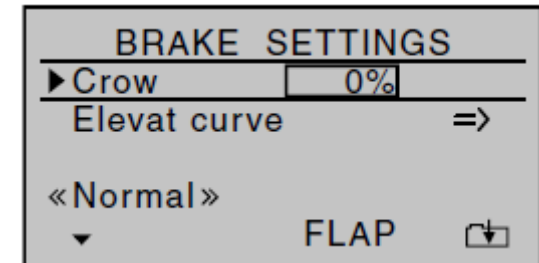 BRAKE SETTINGS
Crow 0%
Elevat curve =>
«Normal»
FLAP